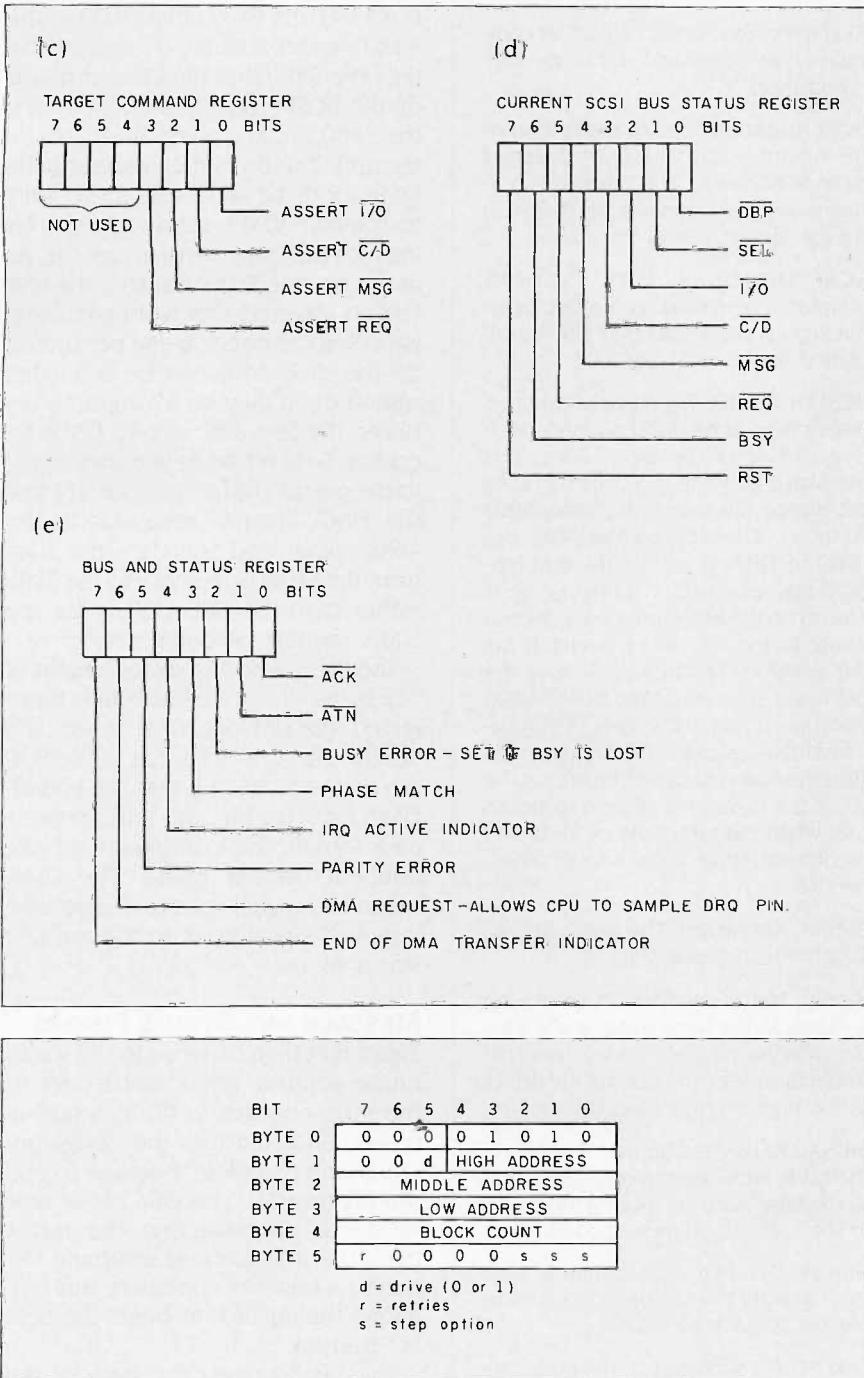 (c)
TARGET COMMAND REGISTER
7 6 5 4 3 2 1 0 BITS
NOT USED
ASSERT I/O
ASSERT C/D
ASSERT MSG
ASSERT REQ
(d)
CURRENT SCSI BUS STATUS REGISTER
7 6 5 4 3 2 1 0 BITS
DBP
SEL
I/O
C/D
MSG
REQ
BSY
RST
(e)
BUS AND STATUS REGISTER
7 6 5 4 3 2 1 0 BITS
ACK
ATN
BUSY ERROR – SET IF BSY IS LOST
PHASE MATCH
IRQ ACTIVE INDICATOR
PARITY ERROR
DMA REQUEST – ALLOWS CPU TO SAMPLE DRQ PIN.
END OF DMA TRANSFER INDICATOR
BIT 7 6 5 4 3 2 1 0
BYTE 0 0 0 0 0 1 0 1 0
BYTE 1 0 0 d HIGH ADDRESS
BYTE 2 MIDDLE ADDRESS
BYTE 3 LOW ADDRESS
BYTE 4 BLOCK COUNT
BYTE 5 r 0 0 0 0 s s s
d = drive (0 or 1)
r = retries
s = step option